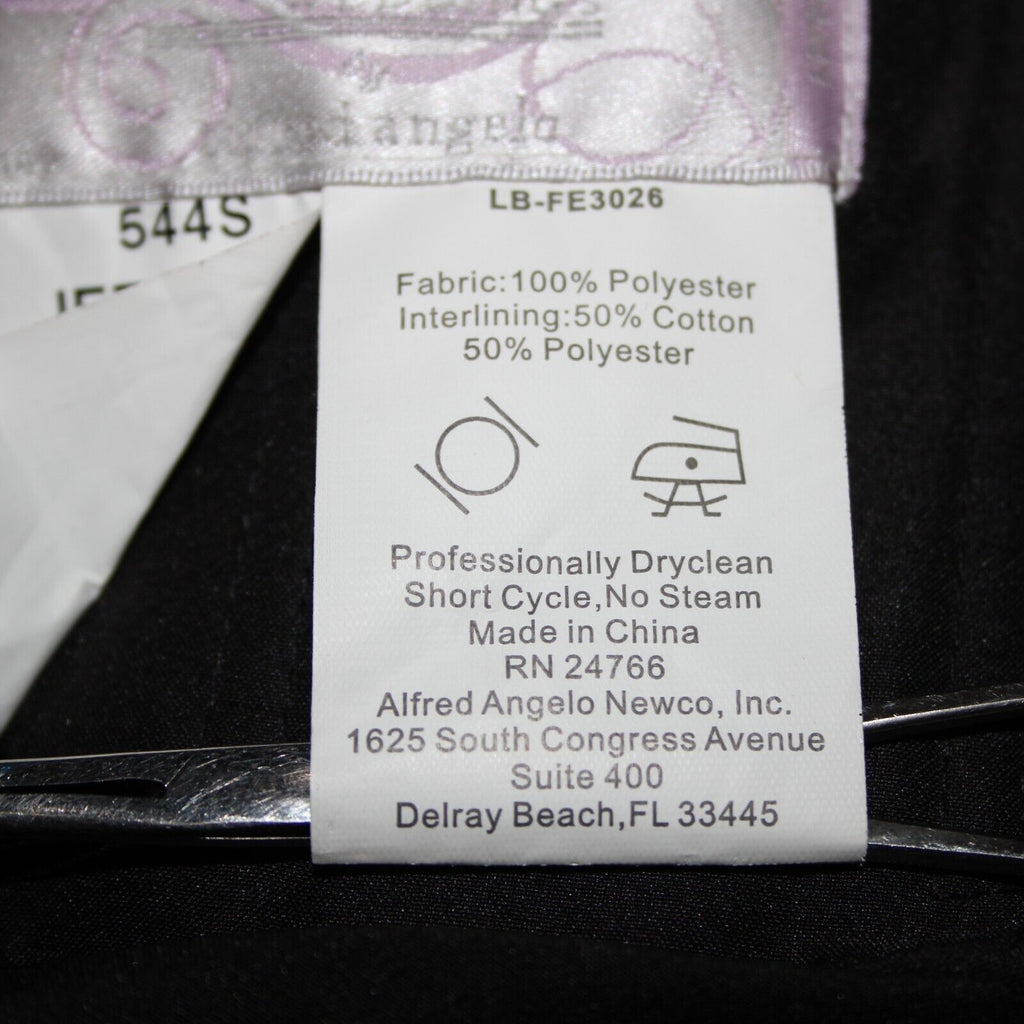 angelo
544S
LB-FE3026
Fabric:100% Polyester
Interlining:50% Cotton
50% Polyester
Professionally Dryclean
Short Cycle,No Steam
Made in China
RN 24766
Alfred Angelo Newco, Inc.
1625 South Congress Avenue
Suite 400
Delray Beach,FL 33445